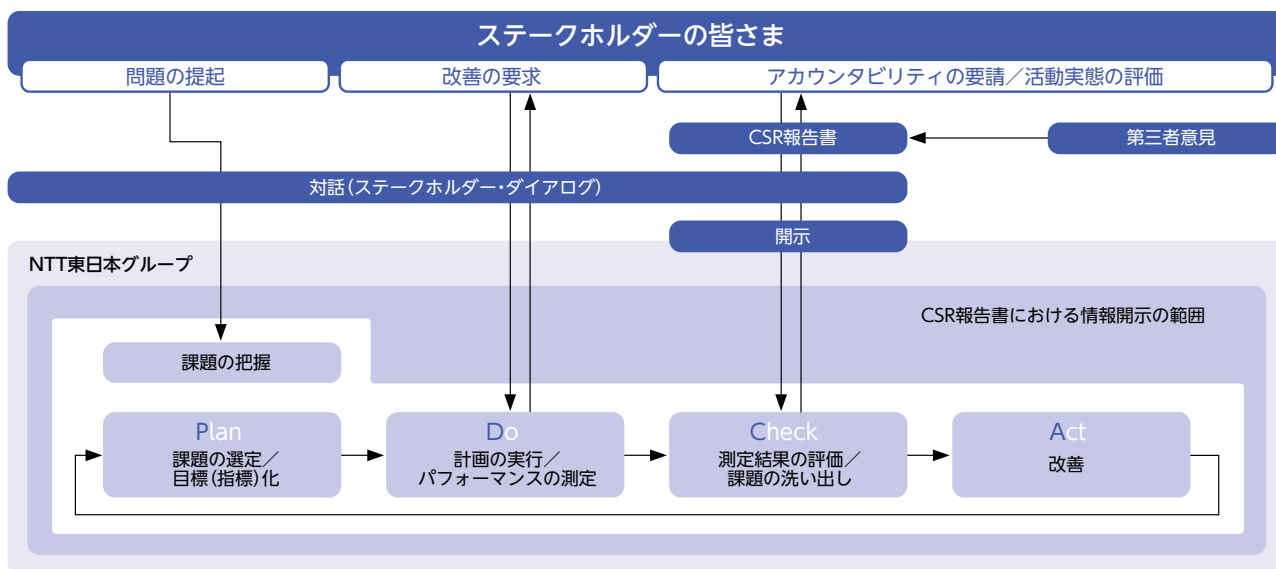 ステークホルダーの皆さま
問題の提起
改善の要求
アカウンタビリティの要請／活動実態の評価
CSR報告書
第三者意見
対話（ステークホルダー・ダイアログ）
開示
NTT東日本グループ
CSR報告書における情報開示の範囲
課題の把握
Plan
課題の選定／
目標（指標）化
Do
計画の実行／
パフォーマンスの測定
Check
測定結果の評価／
課題の洗い出し
Act
改善